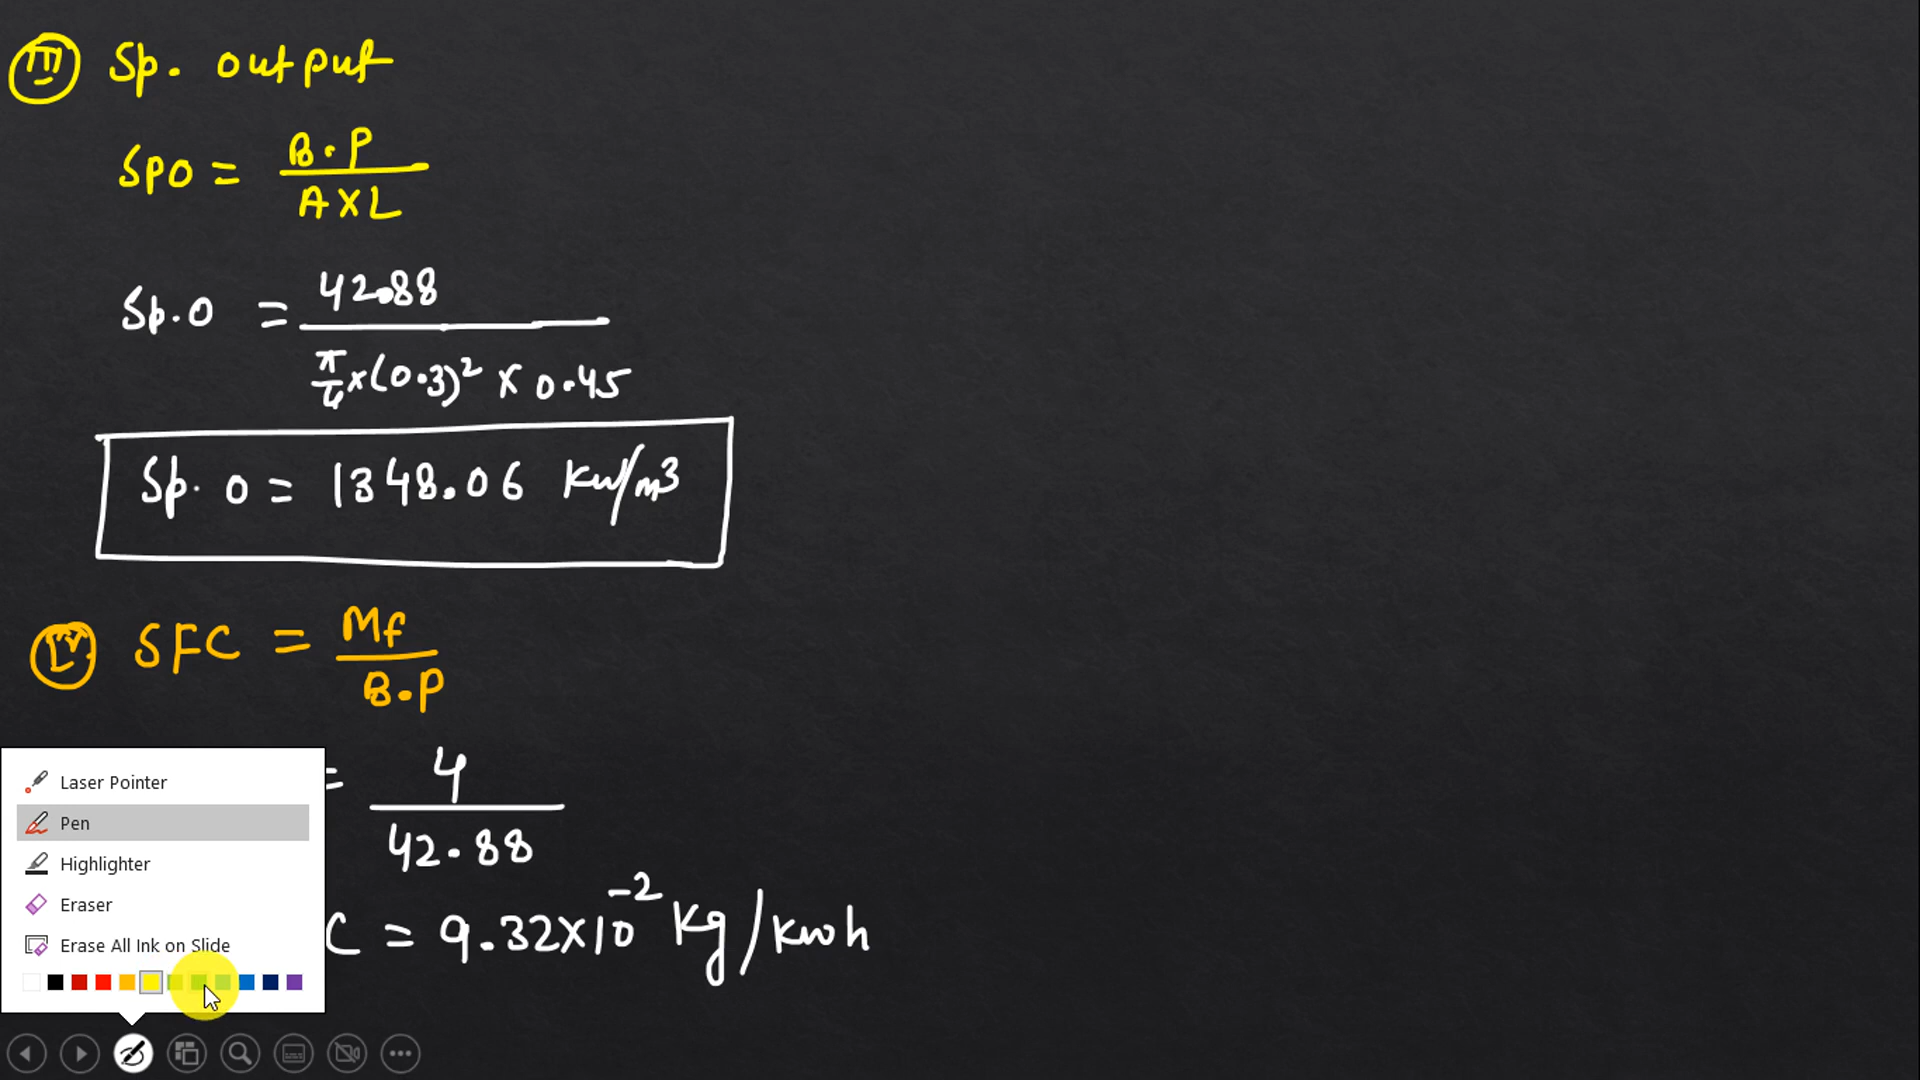 III Sp. output
SPO = B.P / A X L
Sp.O = 42.88 / π/4 x (0.3)² X 0.45
Sp. O = 1348.06 Kw/m3
IV SFC = Mf / B.P
= 4 / 42.88
C = 9.32x10⁻² Kg/Kwh
Laser Pointer
Pen
Highlighter
Eraser
Erase All Ink on Slide